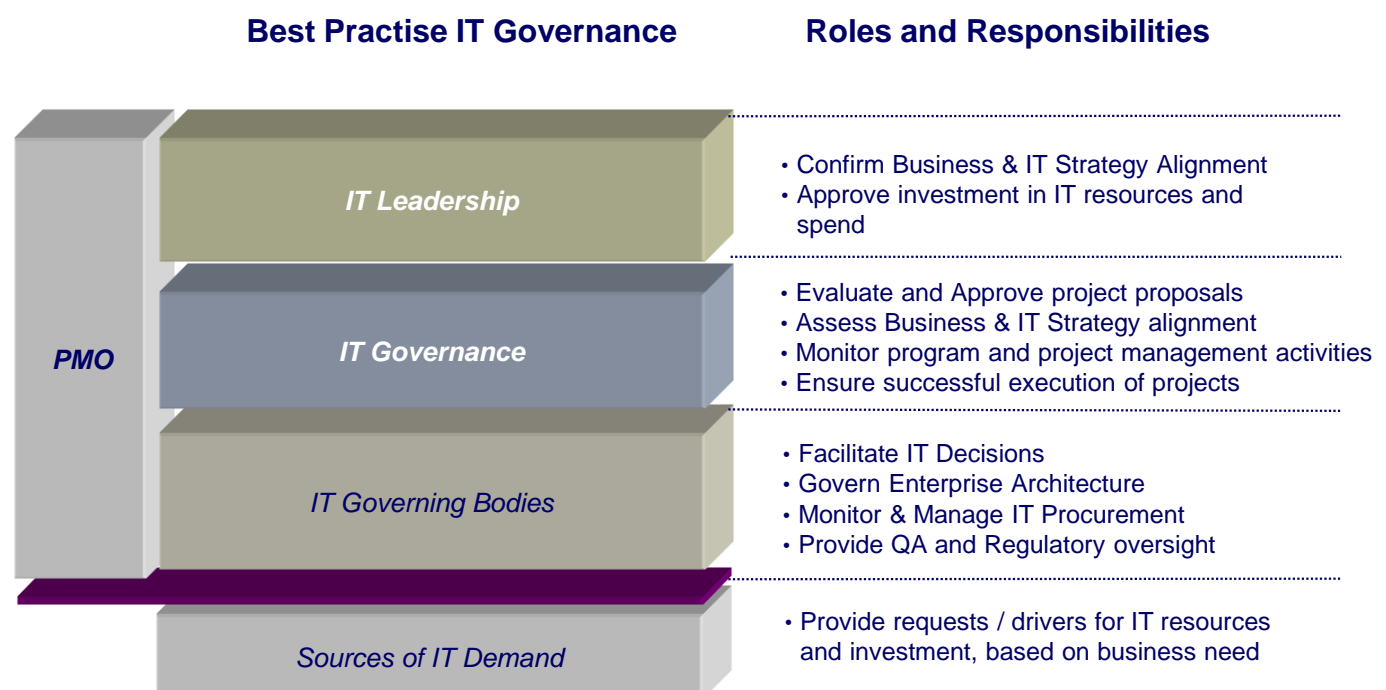 Best Practise IT Governance
Roles and Responsibilities
PMO
IT Leadership
• Confirm Business & IT Strategy Alignment
• Approve investment in IT resources and
spend
IT Governance
• Evaluate and Approve project proposals
• Assess Business & IT Strategy alignment
• Monitor program and project management activities
• Ensure successful execution of projects
IT Governing Bodies
• Facilitate IT Decisions
• Govern Enterprise Architecture
• Monitor & Manage IT Procurement
• Provide QA and Regulatory oversight
Sources of IT Demand
• Provide requests / drivers for IT resources
and investment, based on business need